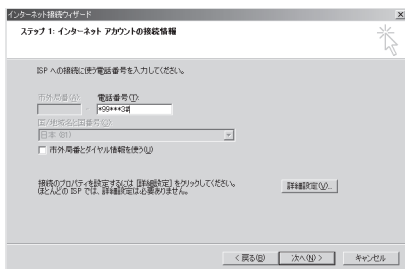 インターネット接続ウィザード
ステップ 1: インターネット アカウントの接続情報
ISP への接続に使う電話番号を入力してください。
市外局番(A): 電話番号(T):
- *99***3#
国/地域名と国番号(O):
日本 (81)
市外局番とダイヤル情報を使う(U)
接続のプロパティを設定するには [詳細設定] をクリックしてください。
ほとんどの ISP では、詳細設定は必要ありません。
詳細設定(V)...
< 戻る(B) 次へ(N) > キャンセル